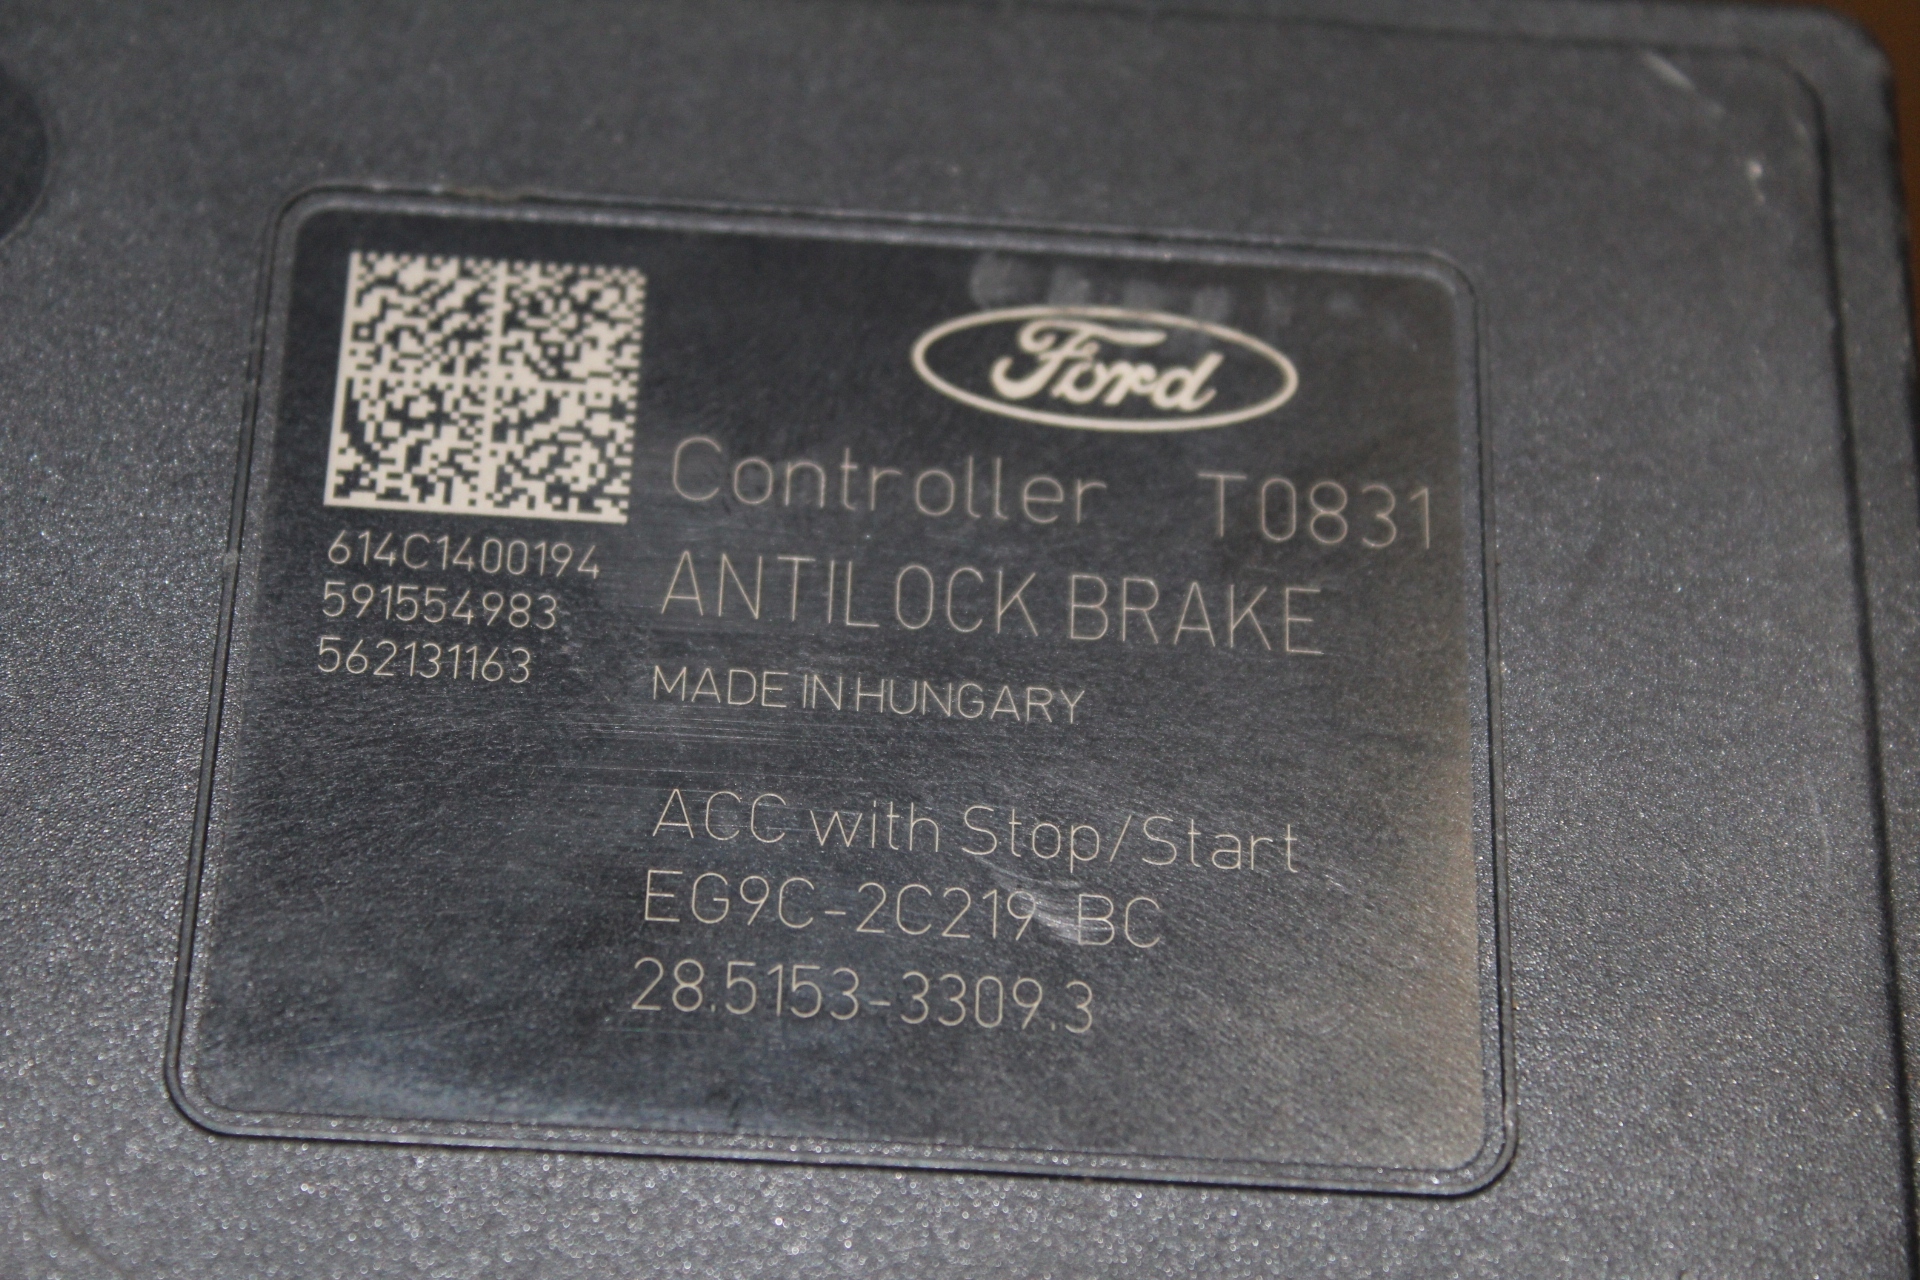 Ford
Controller T0831
ANTILOCK BRAKE
MADE IN HUNGARY
614C1400194
591554983
562131163
ACC with Stop/Start
EG9C-2C219-BC
28.5153-3309.3